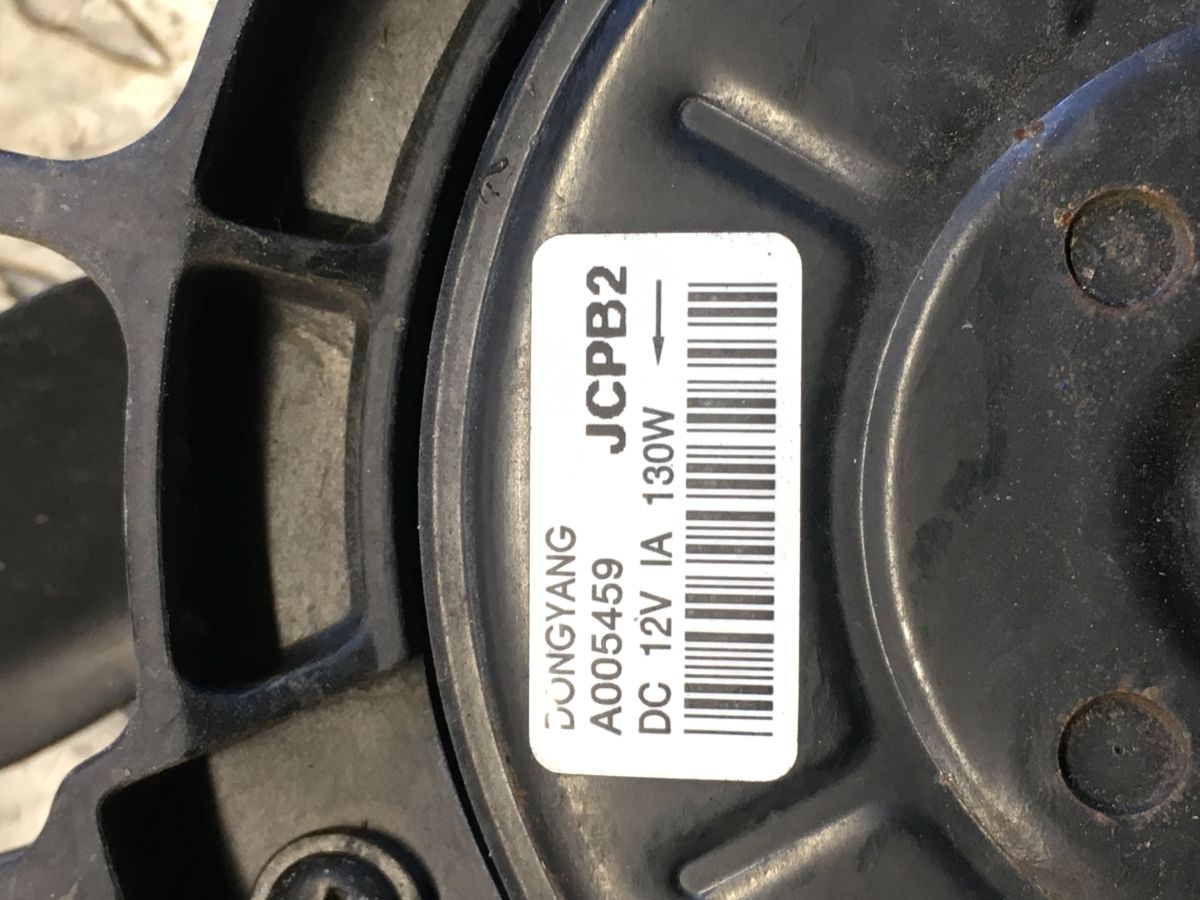 DONGYANG
A005459 JCPB2
DC 12V IA 130W ←